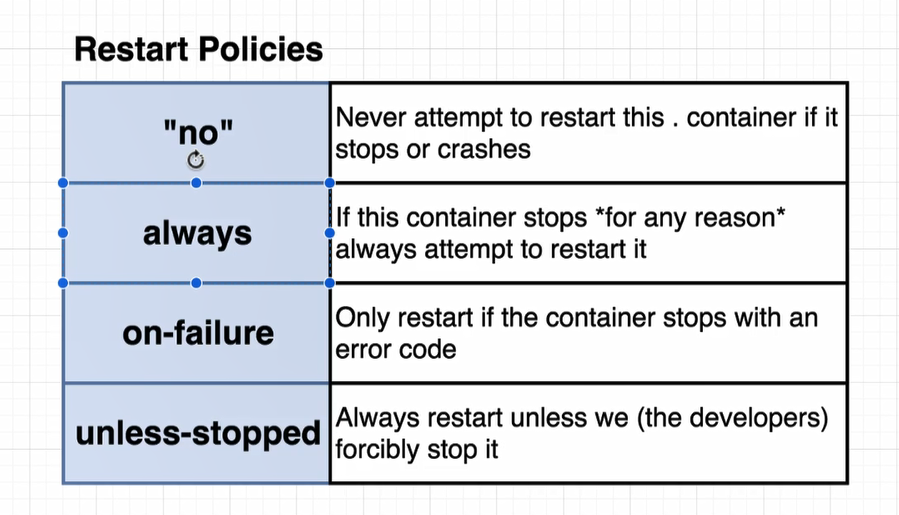 Restart Policies
"no"
Never attempt to restart this . container if it
stops or crashes
always
If this container stops *for any reason*
always attempt to restart it
on-failure
Only restart if the container stops with an
error code
unless-stopped
Always restart unless we (the developers)
forcibly stop it